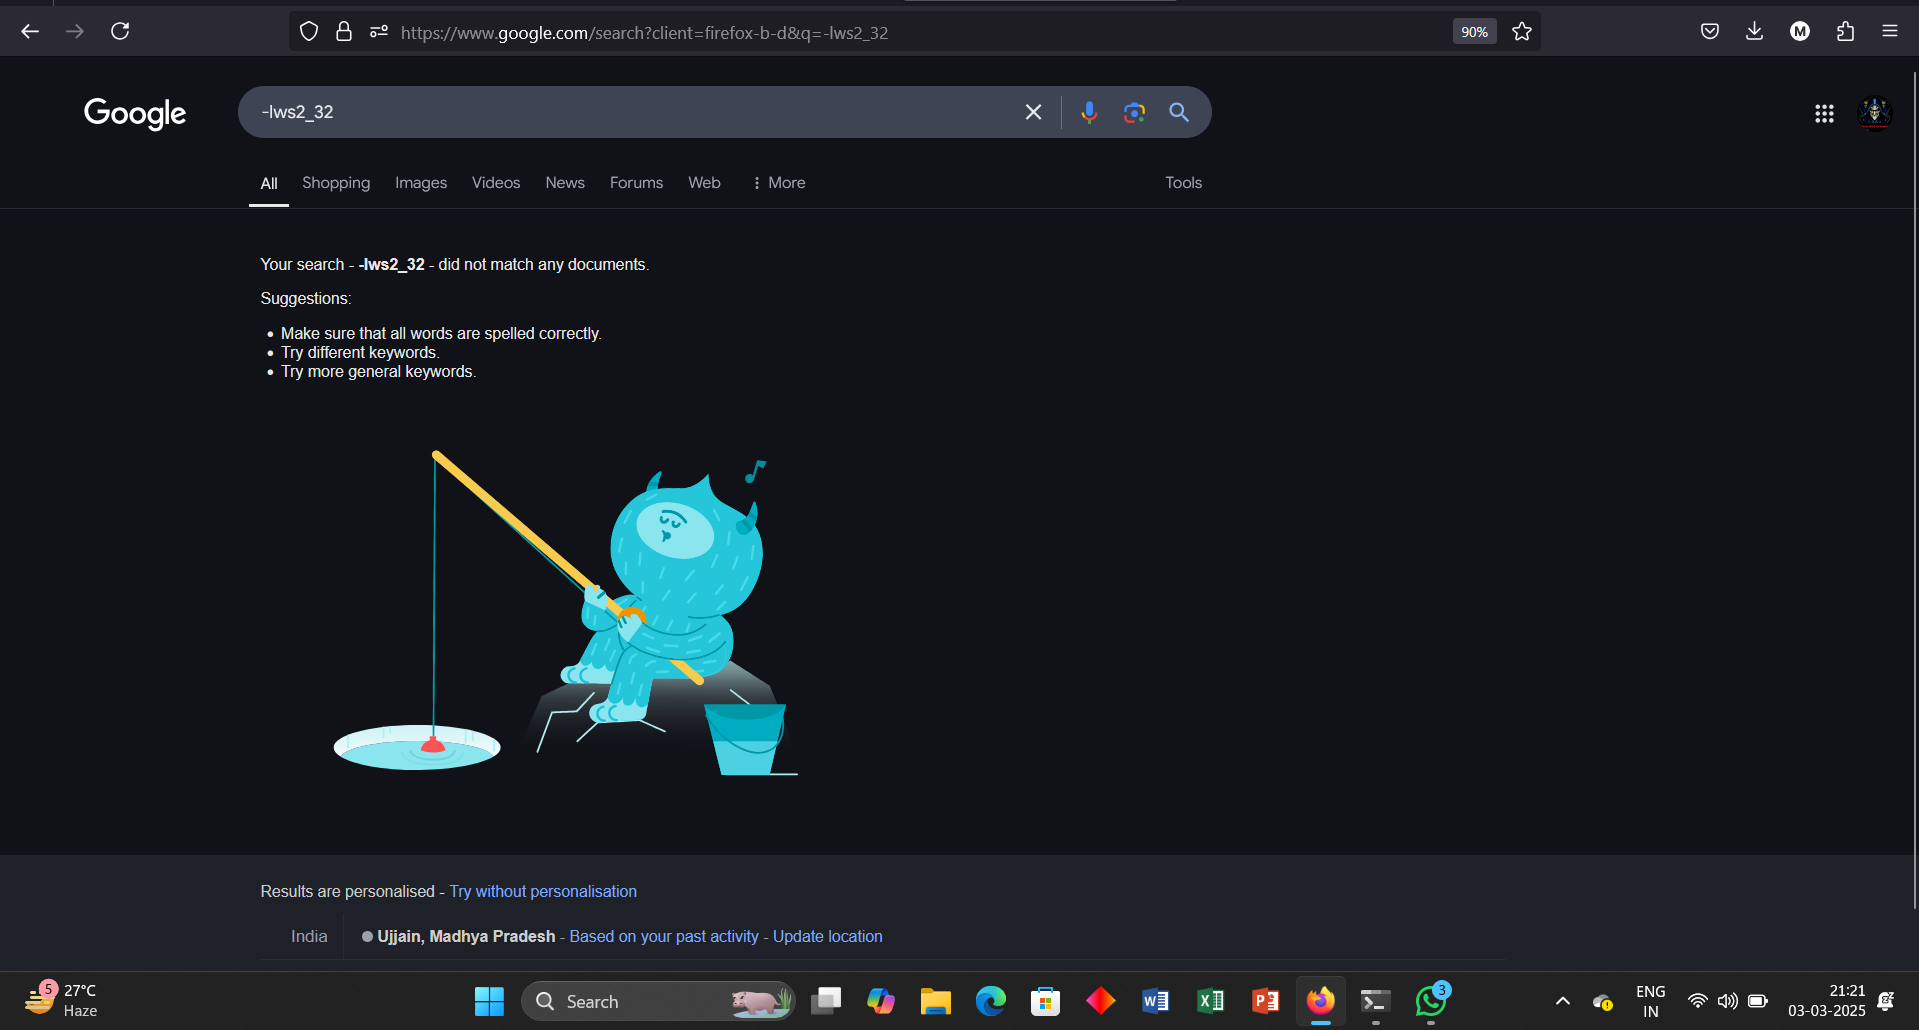 https://www.google.com/search?client=firefox-b-d&q=-lws2_32
90%
M
Google
-lws2_32
All Shopping Images Videos News Forums Web More Tools
Your search - -lws2_32 - did not match any documents.
Suggestions:
Make sure that all words are spelled correctly.
Try different keywords.
Try more general keywords.
Results are personalised - Try without personalisation
India Ujjain, Madhya Pradesh - Based on your past activity - Update location
5
27°C
Haze
Search
3
ENG
IN
21:21
03-03-2025